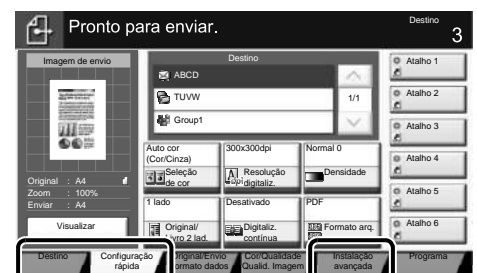 Pronto para enviar.
Destino
3
Imagem de envio
Original : A4
Zoom : 100%
Enviar : A4
Visualizar
Destino
ABCD
TUVW
Group1
1/1
Auto cor
(Cor/Cinza)
Seleção
de cor
300x300dpi
Resolução
digitaliz.
Normal 0
Densidade
1 lado
Original/
Livro 2 lad.
Desativado
Digitaliz.
contínua
PDF
Formato arq.
Atalho 1
Atalho 2
Atalho 3
Atalho 4
Atalho 5
Atalho 6
Destino
Configuração
rápida
Original/Envio
Formato dados
Cor/Qualidade
Qualid. Imagem
Instalação
avançada
Programa